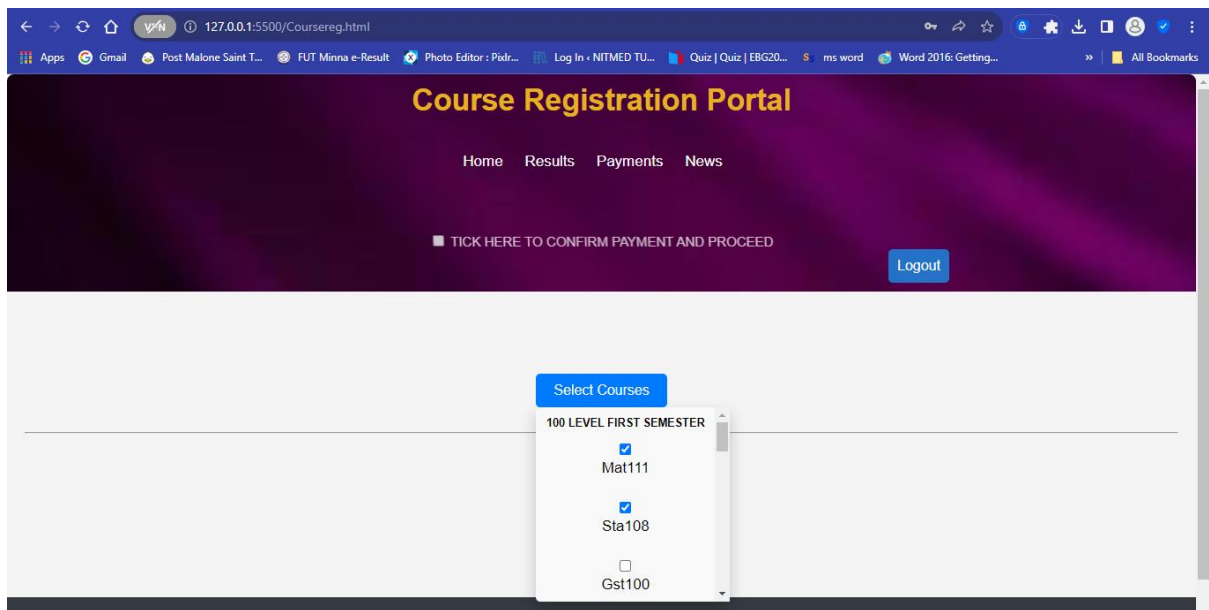 127.0.0.1:5500/Coursereg.html
Apps Gmail Post Malone Saint T... FUT Minna e-Result Photo Editor : Pixlr... Log In ‹ NITMED TU... Quiz | Quiz | EBG20... S ms word Word 2016: Getting... » All Bookmarks
Course Registration Portal
Home Results Payments News
TICK HERE TO CONFIRM PAYMENT AND PROCEED
Logout
Select Courses
100 LEVEL FIRST SEMESTER
Mat111
Sta108
Gst100